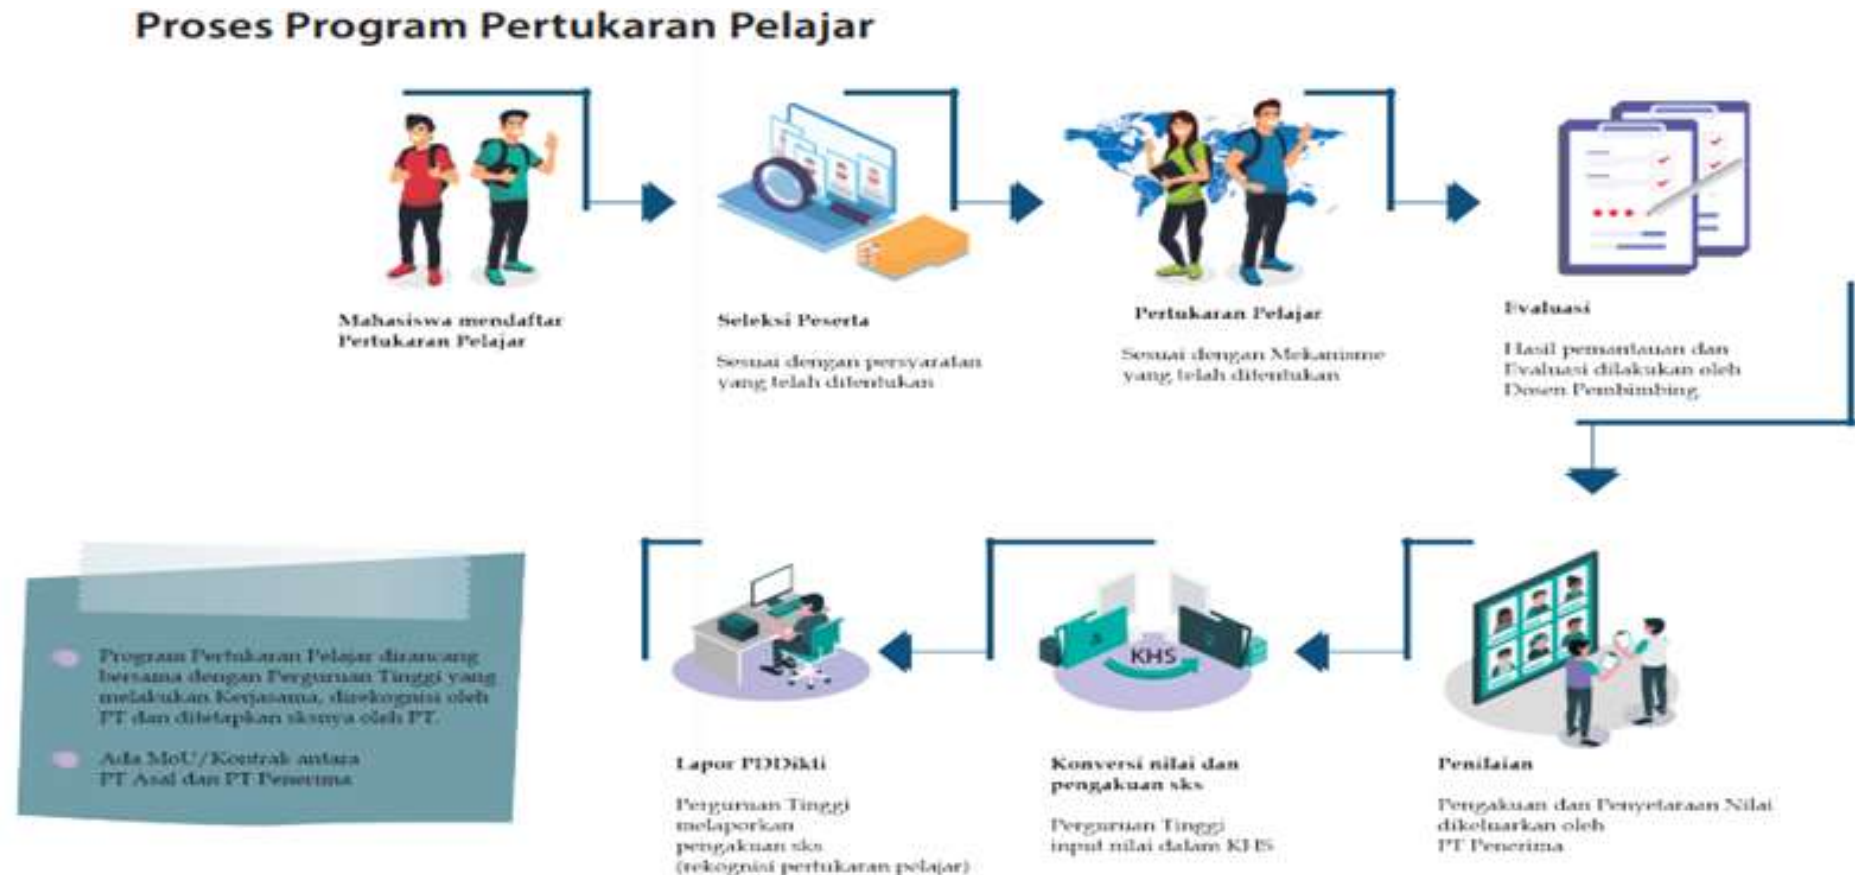 Proses Program Pertukaran Pelajar
Mahasiswa mendaftar
Pertukaran Pelajar
Seleksi Peserta
Sesuai dengan persyaratan
yang telah ditentukan
Pertukaran Pelajar
Sesuai dengan Mekanisme
yang telah ditentukan
Evaluasi
Hasil pemantauan dan
Evaluasi dilakukan oleh
Dosen Pembimbing
Penilaian
Pengakuan dan Penyetaraan Nilai
dikeluarkan oleh
PT Penerima
KHS
Konversi nilai dan
pengakuan sks
Perguruan Tinggi
input nilai dalam KHS
Lapor PDDikti
Perguruan Tinggi
melaporkan
pengakuan sks
(rekognisi pertukaran pelajar)
Program Pertukaran Pelajar dirancang
bersama dengan Perguruan Tinggi yang
melakukan Kerjasama, direkognisi oleh
PT dan ditetapkan sksnya oleh PT.
Ada MoU/Kontrak antara
PT Asal dan PT Penerima